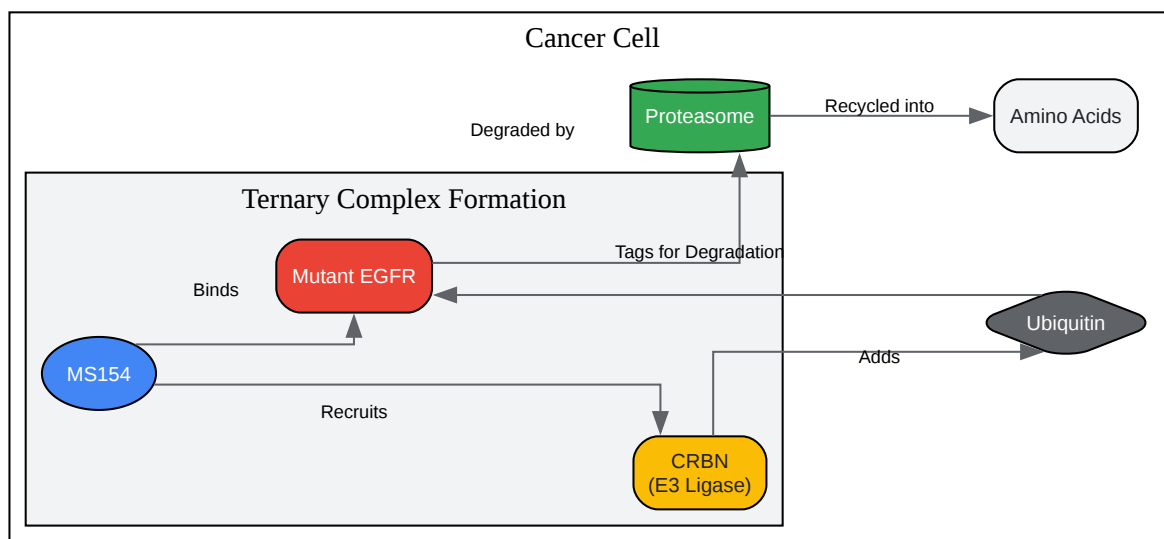 Cancer Cell
Proteasome
Recycled into
Amino Acids
Degraded by
Ternary Complex Formation
Tags for Degradation
Mutant EGFR
Binds
Ubiquitin
MS154
Adds
Recruits
CRBN
(E3 Ligase)